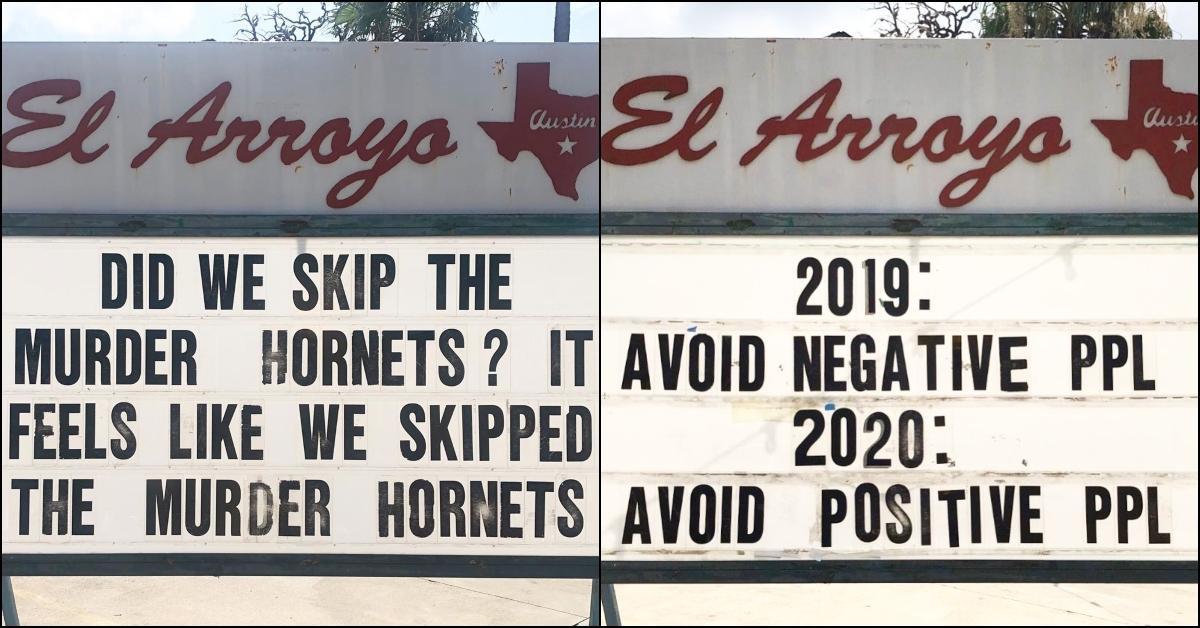 El Arroyo
Austin
DID WE SKIP THE
MURDER HORNETS? IT
FEELS LIKE WE SKIPPED
THE MURDER HORNETS
El Arroyo
Austi
2019:
AVOID NEGATIVE PPL
2020:
AVOID POSITIVE PPL